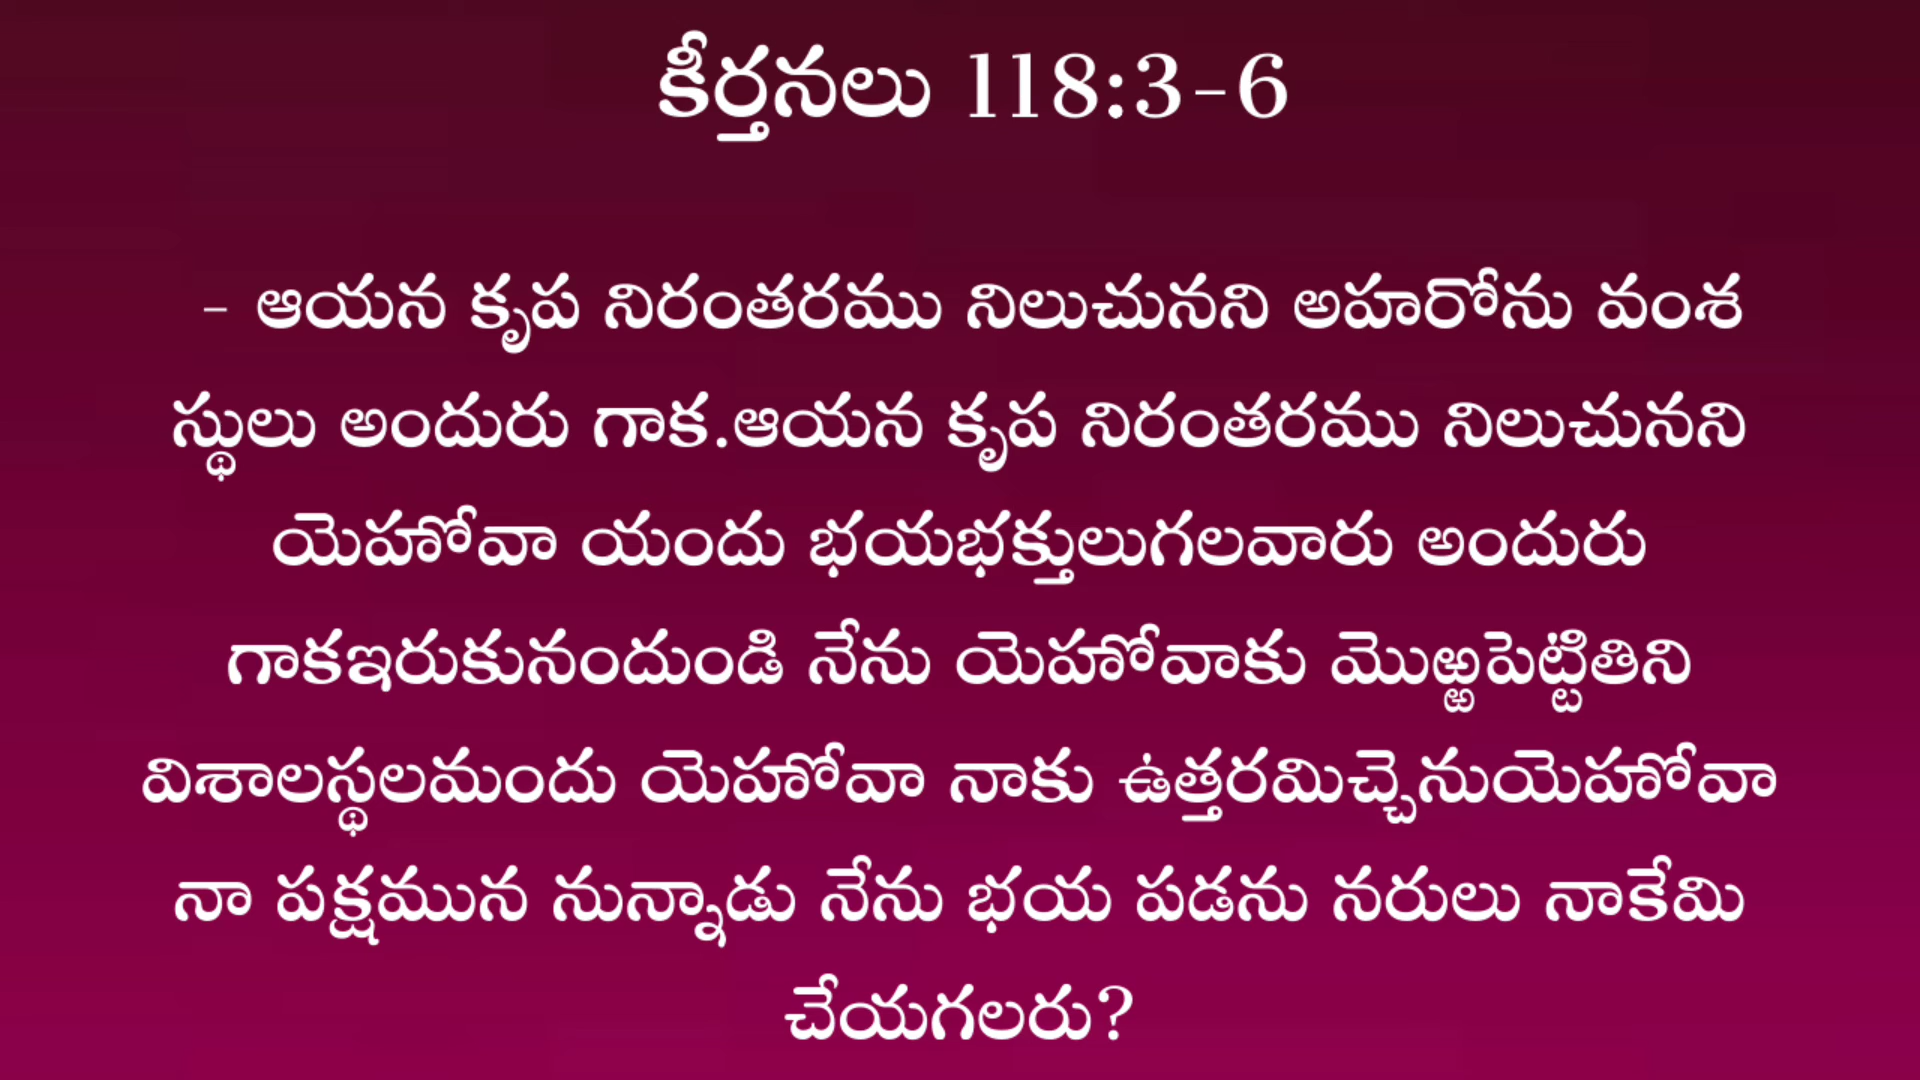 కీర్తనలు 118:3-6
- ఆయన కృప నిరంతరము నిలుచునని అహరోను వంశ
స్థులు అందురు గాక.ఆయన కృప నిరంతరము నిలుచునని
యెహోవా యందు భయభక్తులుగలవారు అందురు
గాకఇరుకునందుండి నేను యెహోవాకు మొఱ్ఱపెట్టితిని
విశాలస్థలమందు యెహోవా నాకు ఉత్తరమిచ్చెనుయెహోవా
నా పక్షమున నున్నాడు నేను భయ పడను నరులు నాకేమి
చేయగలరు?